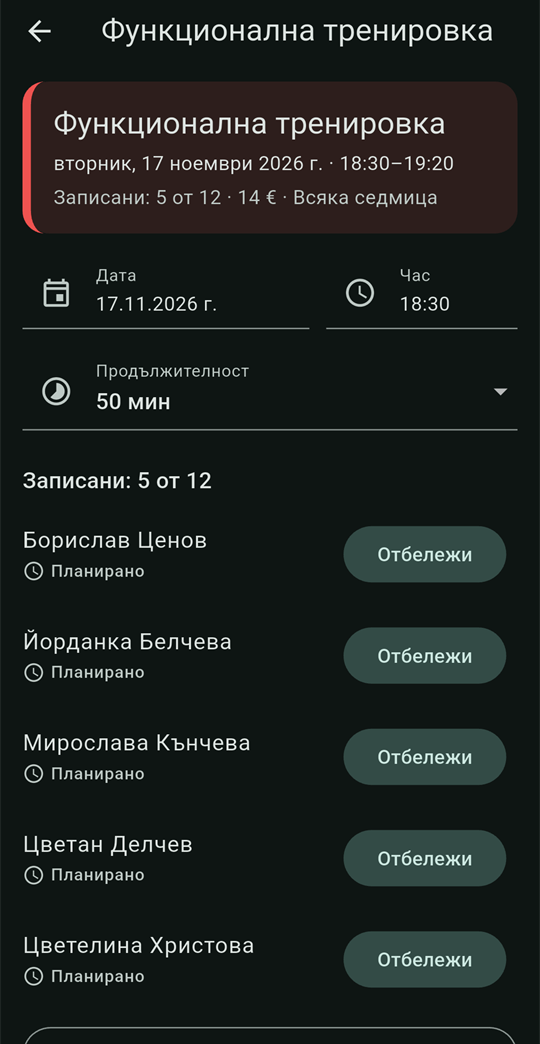 Функционална тренировка
Функционална тренировка
вторник, 17 ноември 2026 г. · 18:30–19:20
Записани: 5 от 12 · 14 € · Всяка седмица
Дата
17.11.2026 г.
Час
18:30
Продължителност
50 мин
Записани: 5 от 12
Борислав Ценов
Планирано
Отбележи
Йорданка Белчева
Планирано
Отбележи
Мирослава Кънчева
Планирано
Отбележи
Цветан Делчев
Планирано
Отбележи
Цветелина Христова
Планирано
Отбележи